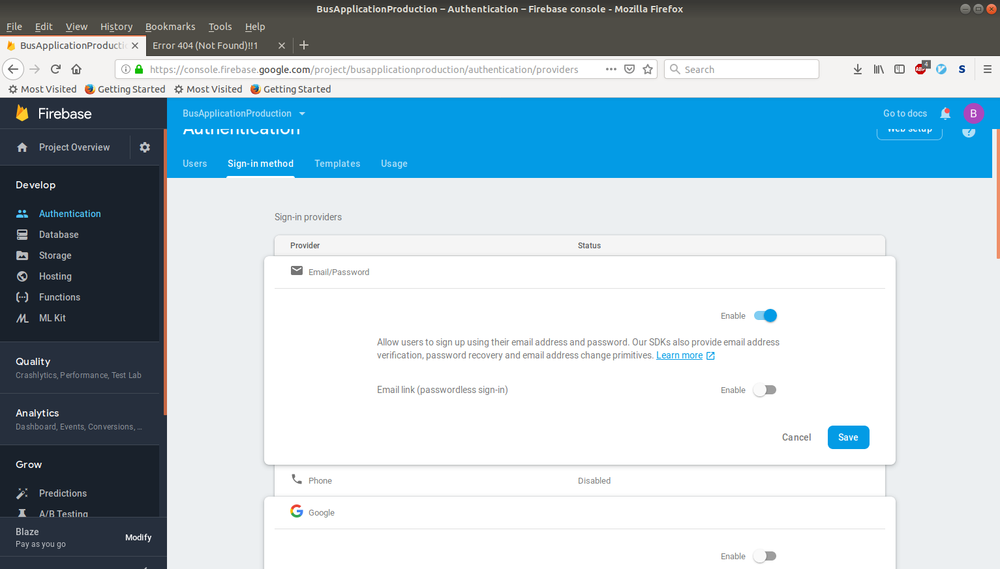 BusApplicationProduction – Authentication – Firebase console - Mozilla Firefox
File Edit View History Bookmarks Tools Help
BusApplicationProductio
Error 404 (Not Found)!!1
https://console.firebase.google.com/project/busapplicationproduction/authentication/providers
Search
4
ABP
S
Most Visited Getting Started Most Visited Getting Started
Firebase
BusApplicationProduction
Go to docs
B
Authentication
Web setup
?
Project Overview
Users Sign-in method Templates Usage
Develop
Authentication
Database
Storage
Hosting
Functions
ML Kit
Quality
Crashlytics, Performance, Test Lab
Analytics
Dashboard, Events, Conversions, ...
Grow
Predictions
A/B Testing
Blaze
Pay as you go
Modify
Sign-in providers
Provider Status
Email/Password
Enable
Allow users to sign up using their email address and password. Our SDKs also provide email address
verification, password recovery and email address change primitives. Learn more
Email link (passwordless sign-in) Enable
Cancel Save
Phone Disabled
Google
Enable